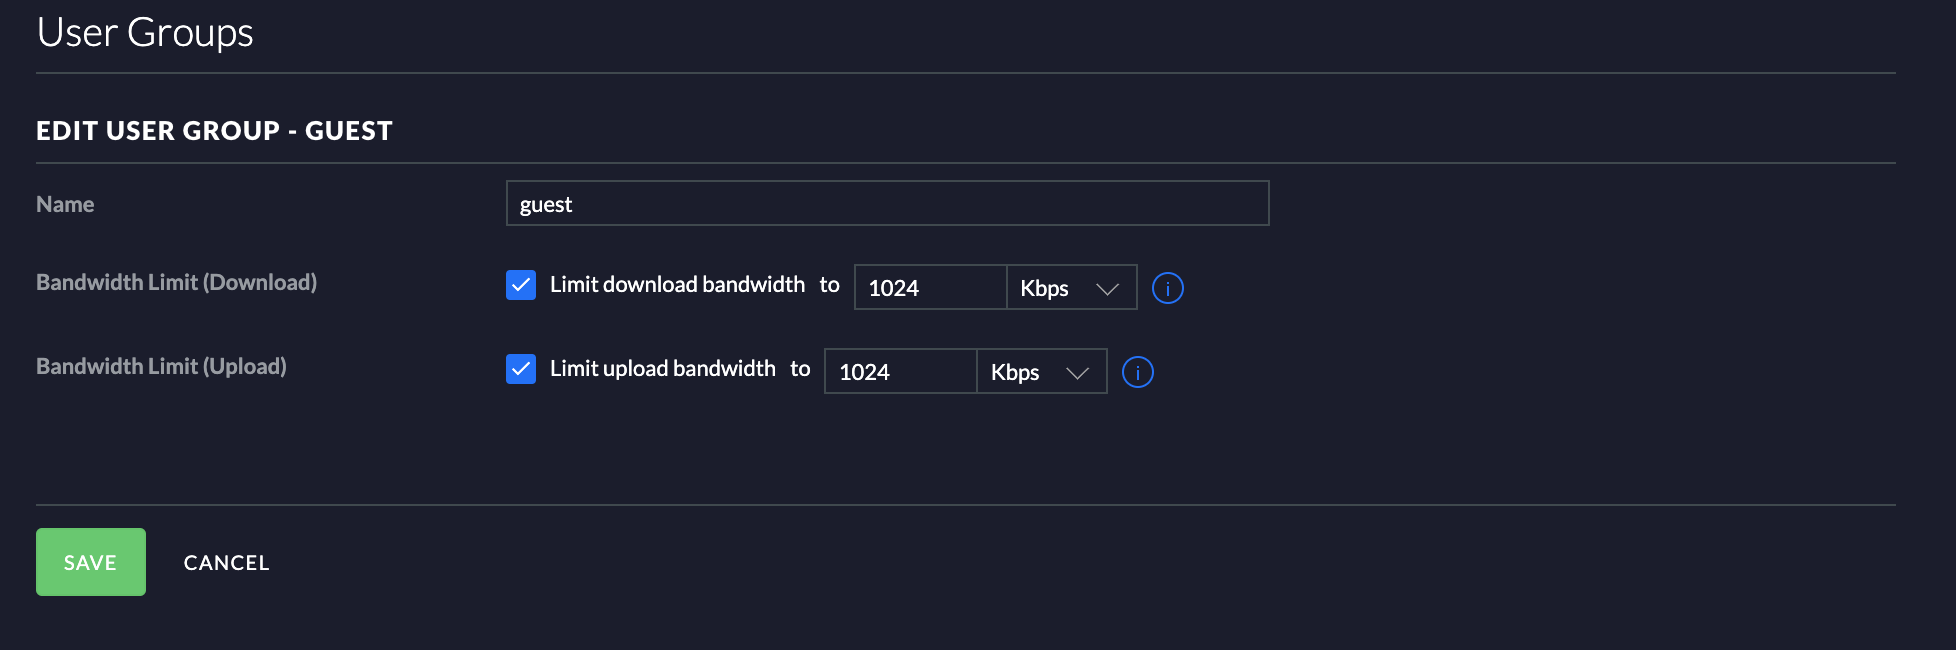 User Groups
EDIT USER GROUP - GUEST
Name guest
Bandwidth Limit (Download) Limit download bandwidth to 1024 Kbps
Bandwidth Limit (Upload) Limit upload bandwidth to 1024 Kbps
SAVE CANCEL